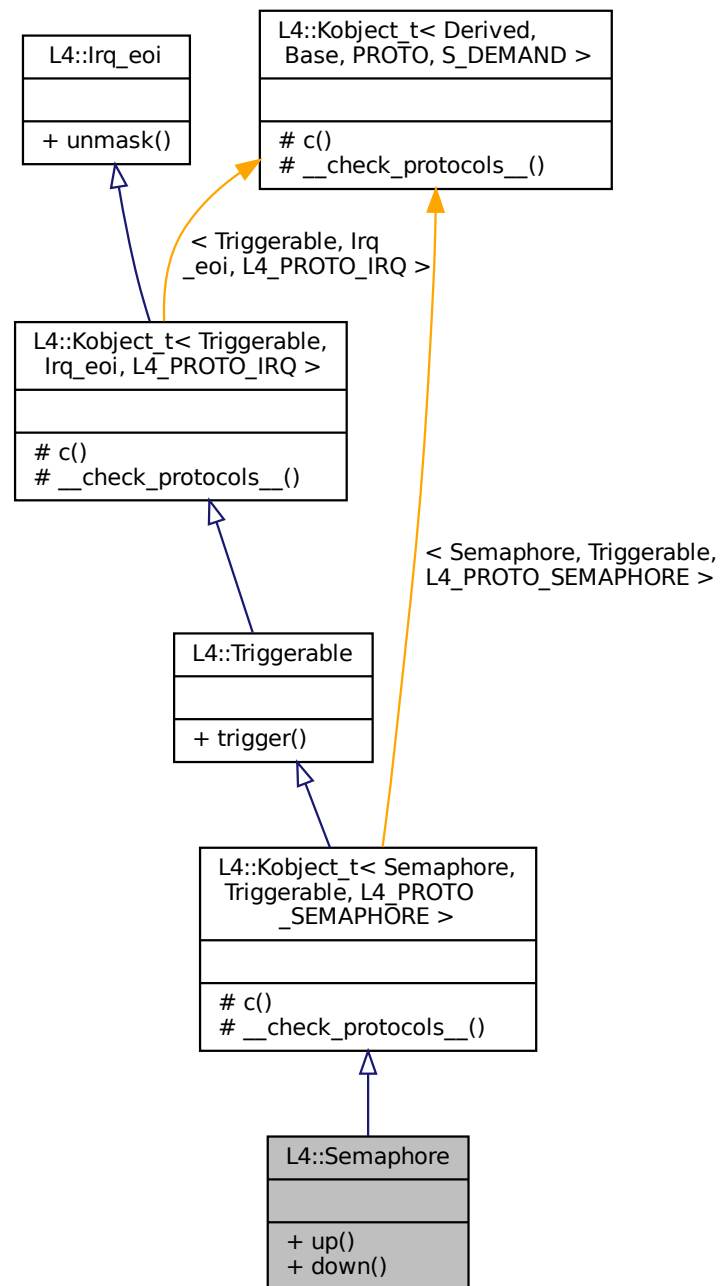 L4::Irq_eoi
+ unmask()
L4::Kobject_t< Derived,
Base, PROTO, S_DEMAND >
# c()
# __check_protocols__()
< Triggerable, Irq
_eoi, L4_PROTO_IRQ >
L4::Kobject_t< Triggerable,
Irq_eoi, L4_PROTO_IRQ >
# c()
# __check_protocols__()
< Semaphore, Triggerable,
L4_PROTO_SEMAPHORE >
L4::Triggerable
+ trigger()
L4::Kobject_t< Semaphore,
Triggerable, L4_PROTO
_SEMAPHORE >
# c()
# __check_protocols__()
L4::Semaphore
+ up()
+ down()